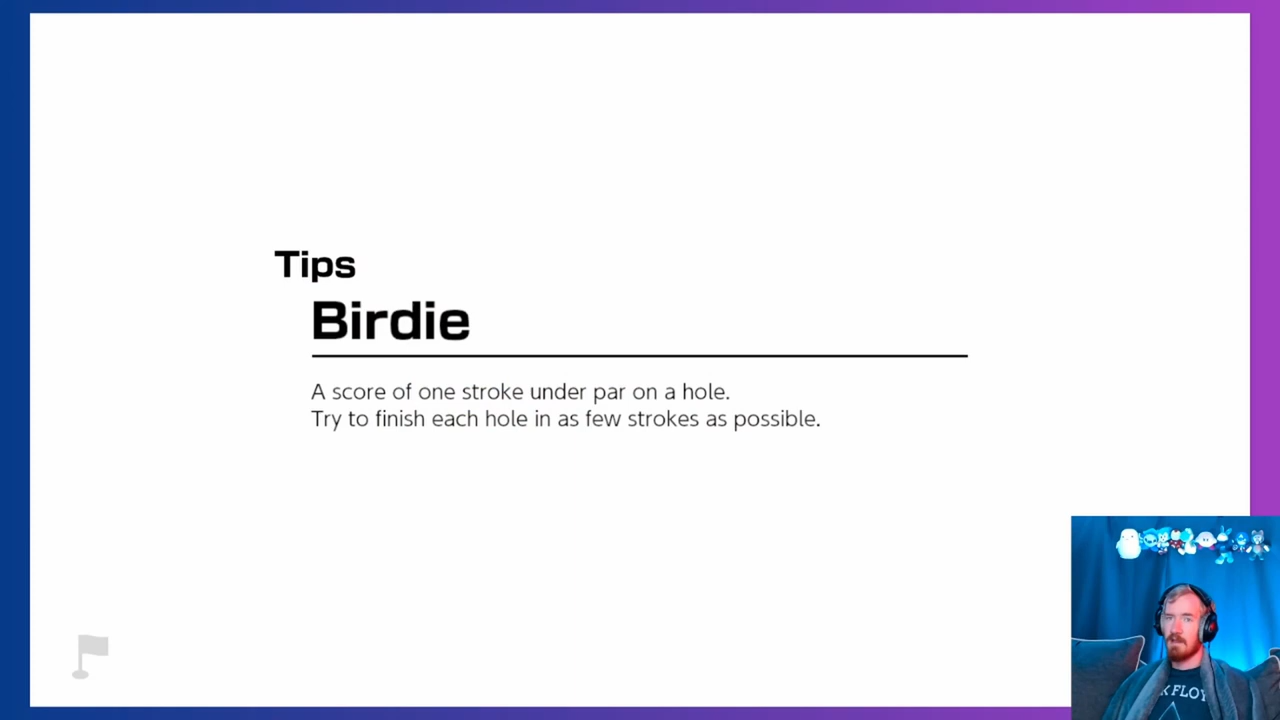 Tips
Birdie
A score of one stroke under par on a hole.
Try to finish each hole in as few strokes as possible.
K FLOY